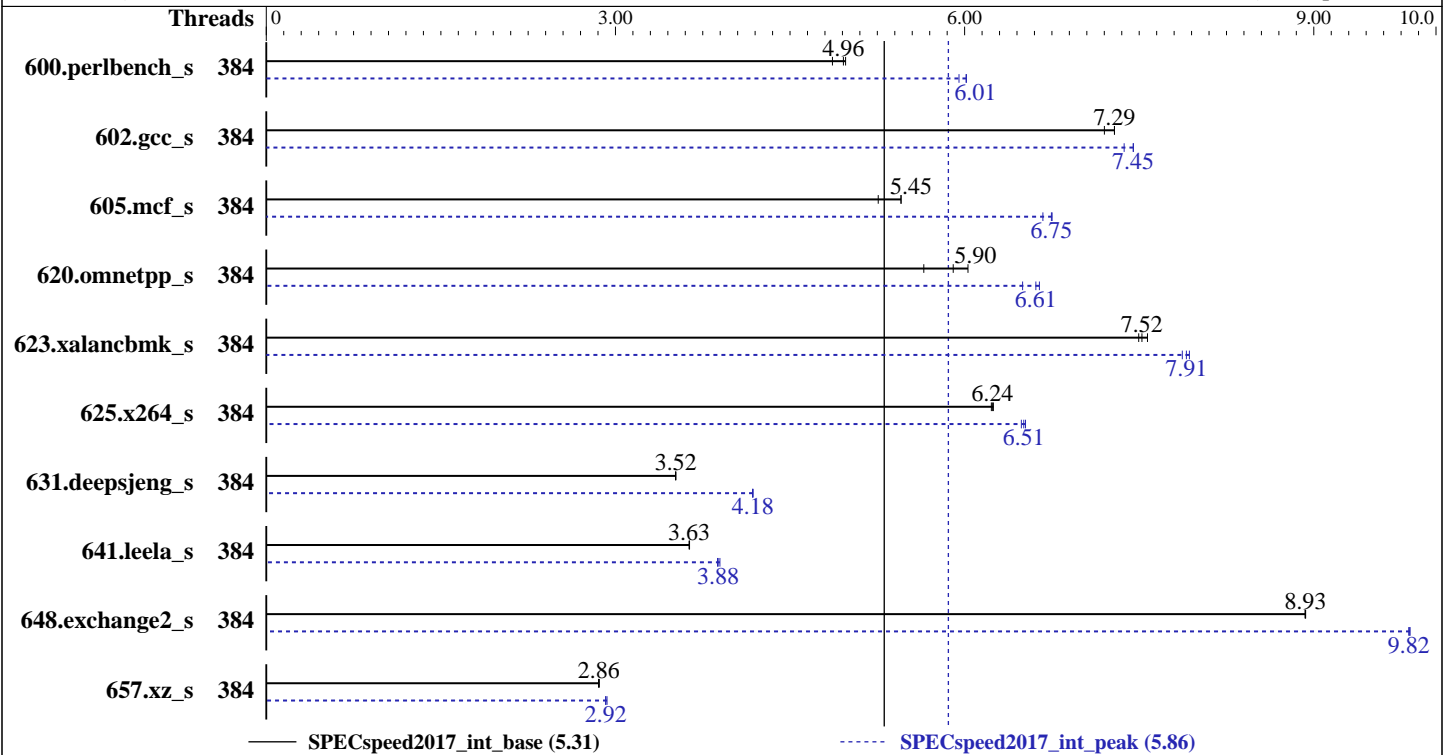 Threads 0 3.00 6.00 9.00 10.0
600.perlbench_s 384 4.96
6.01
602.gcc_s 384 7.29
7.45
605.mcf_s 384 5.45
6.75
620.omnetpp_s 384 5.90
6.61
623.xalancbmk_s 384 7.52
7.91
625.x264_s 384 6.24
6.51
631.deepsjeng_s 384 3.52
4.18
641.leela_s 384 3.63
3.88
648.exchange2_s 384 8.93
9.82
657.xz_s 384 2.86
2.92
SPECspeed2017_int_base (5.31) SPECspeed2017_int_peak (5.86)